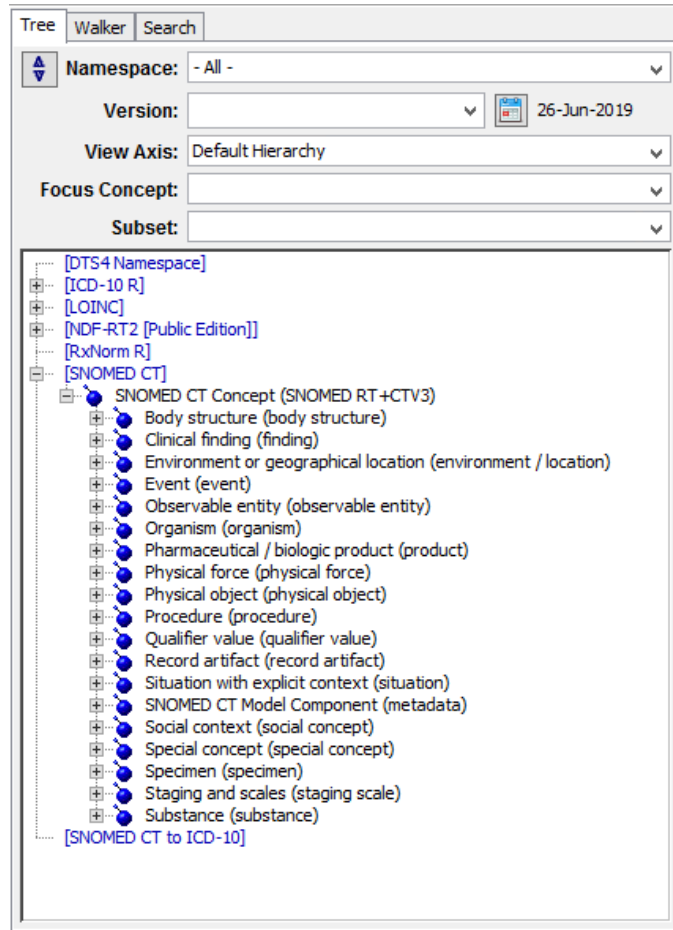 Tree Walker Search
Namespace: - All -
Version: 26-Jun-2019
View Axis: Default Hierarchy
Focus Concept:
Subset:
[DTS4 Namespace]
[ICD-10 R]
[LOINC]
[NDF-RT2 [Public Edition]]
[RxNorm R]
[SNOMED CT]
SNOMED CT Concept (SNOMED RT+CTV3)
Body structure (body structure)
Clinical finding (finding)
Environment or geographical location (environment / location)
Event (event)
Observable entity (observable entity)
Organism (organism)
Pharmaceutical / biologic product (product)
Physical force (physical force)
Physical object (physical object)
Procedure (procedure)
Qualifier value (qualifier value)
Record artifact (record artifact)
Situation with explicit context (situation)
SNOMED CT Model Component (metadata)
Social context (social concept)
Special concept (special concept)
Specimen (specimen)
Staging and scales (staging scale)
Substance (substance)
[SNOMED CT to ICD-10]